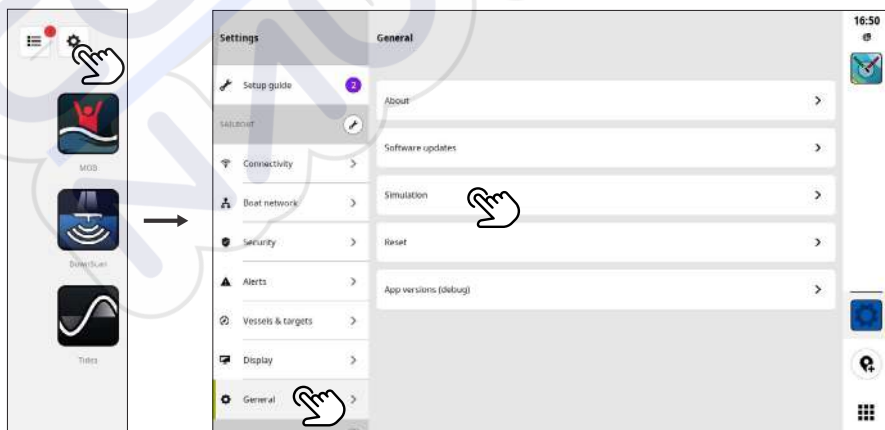 MOB
DownScan
Tides
Settings
Setup guide
2
SAILBOAT
Connectivity
Boat network
Security
Alerts
Vessels & targets
Display
General
General
About
Software updates
Simulation
Reset
App versions (debug)
16:50